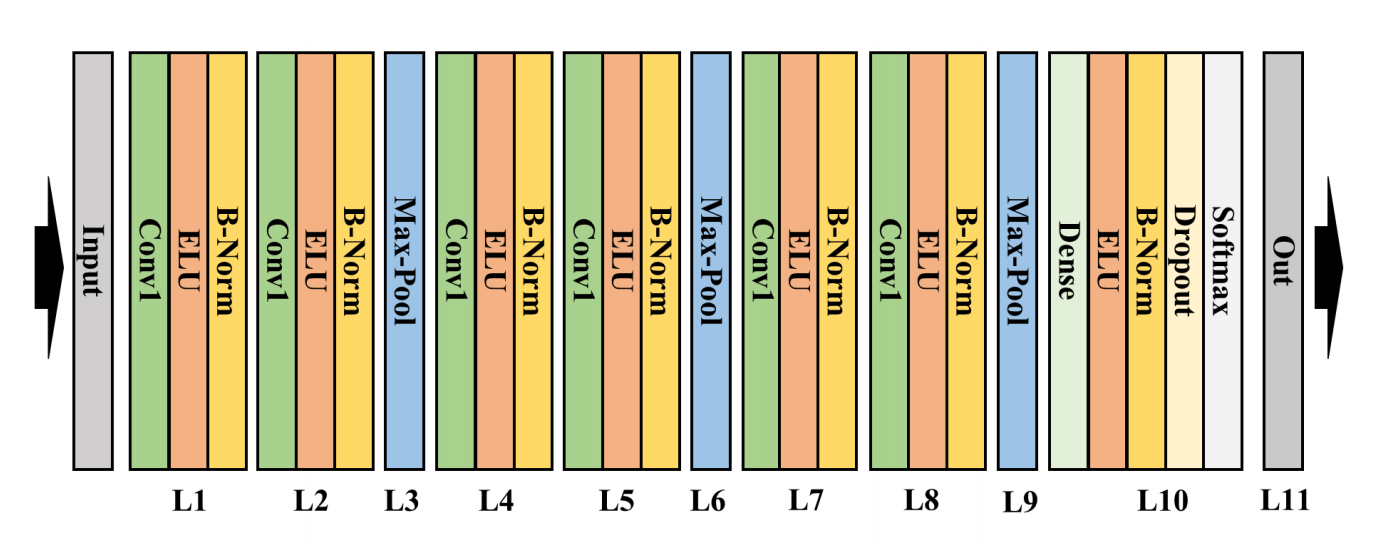 Input
Conv1
ELU
B-Norm
Conv1
ELU
B-Norm
Max-Pool
Conv1
ELU
B-Norm
Conv1
ELU
B-Norm
Max-Pool
Conv1
ELU
B-Norm
Conv1
ELU
B-Norm
Max-Pool
Dense
ELU
B-Norm
Dropout
Softmax
Out
L1
L2
L3
L4
L5
L6
L7
L8
L9
L10
L11